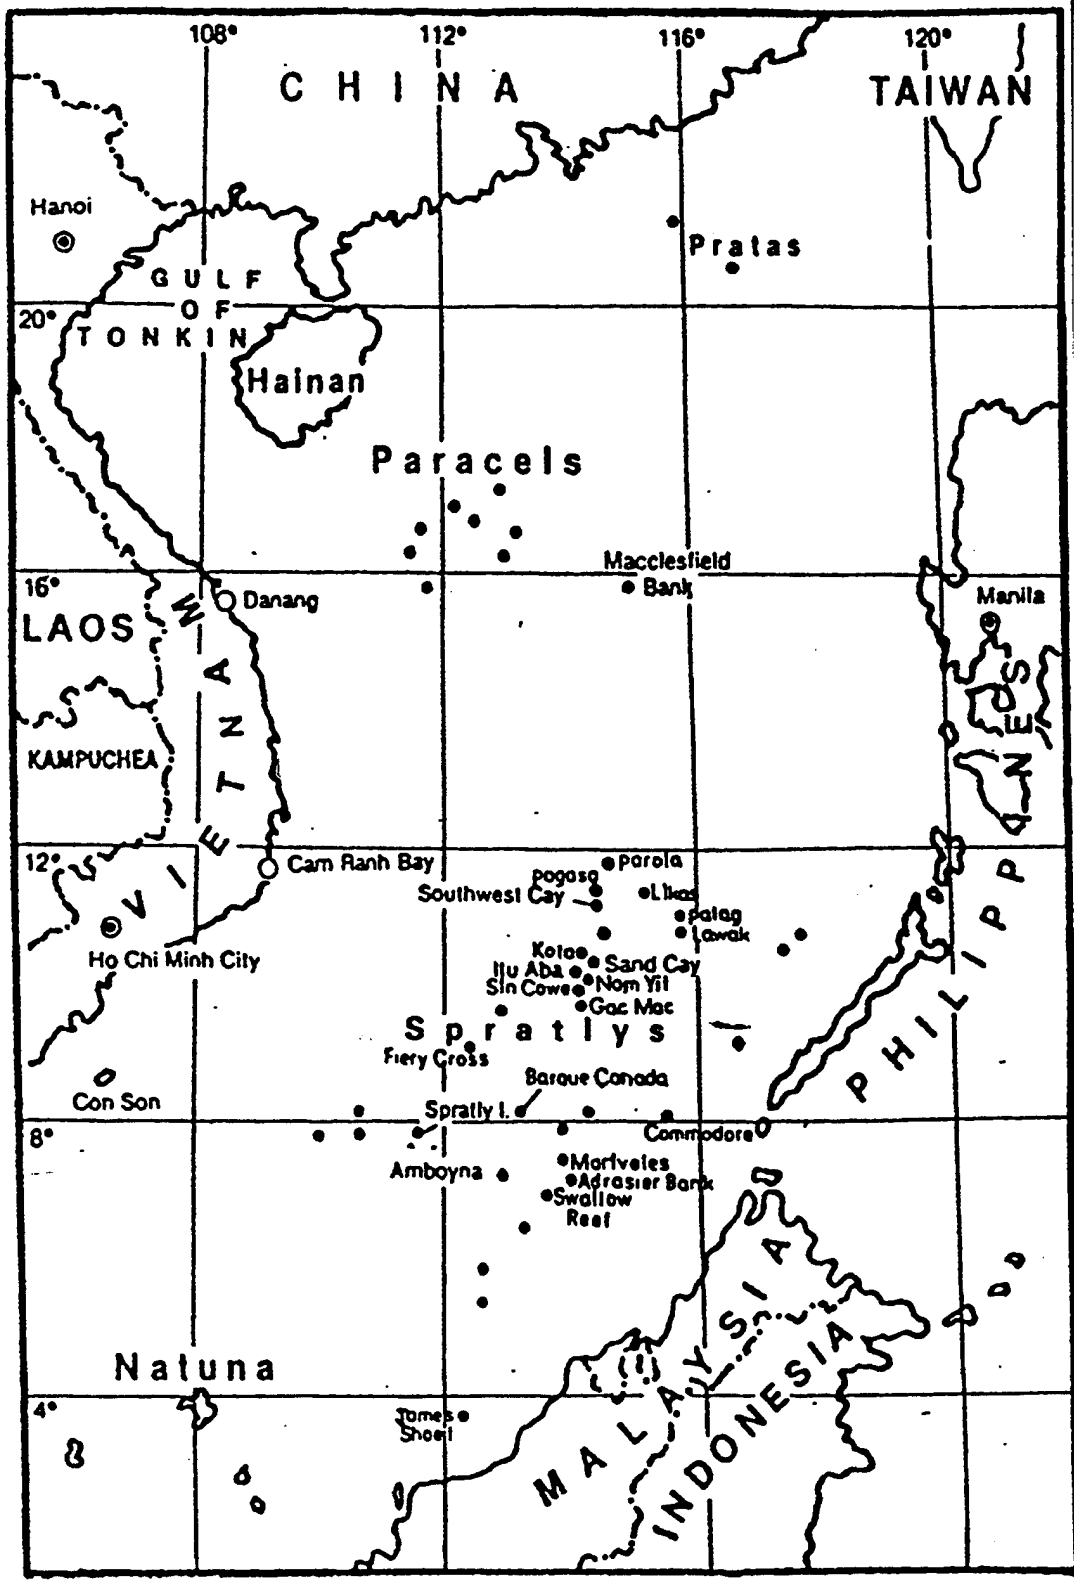 108° 112° 116° 120°
CHINA
TAIWAN
Hanoi
Pratas
GULF
OF
TONKIN
20°
Hainan
Paracels
Macclesfield
Bank
16°
Danang
Manila
LAOS
VIETNAM
KAMPUCHEA
PHILIPPINES
12°
Cam Ranh Bay
Parola
Pogasa
Southwest Cay
Likas
Patag
Lawak
Ho Chi Minh City
Kota
Sand Cay
Itu Aba
Nom Yit
Sin Cowe
Gac Mac
Spratlys
Fiery Cross
Barque Canada
Con Son
Spratly I.
8°
Commodore
Amboyna
Mariveles
Adrasier Bank
Swallow
Reef
MALAYSIA
INDONESIA
Natuna
4°
James
Shoal